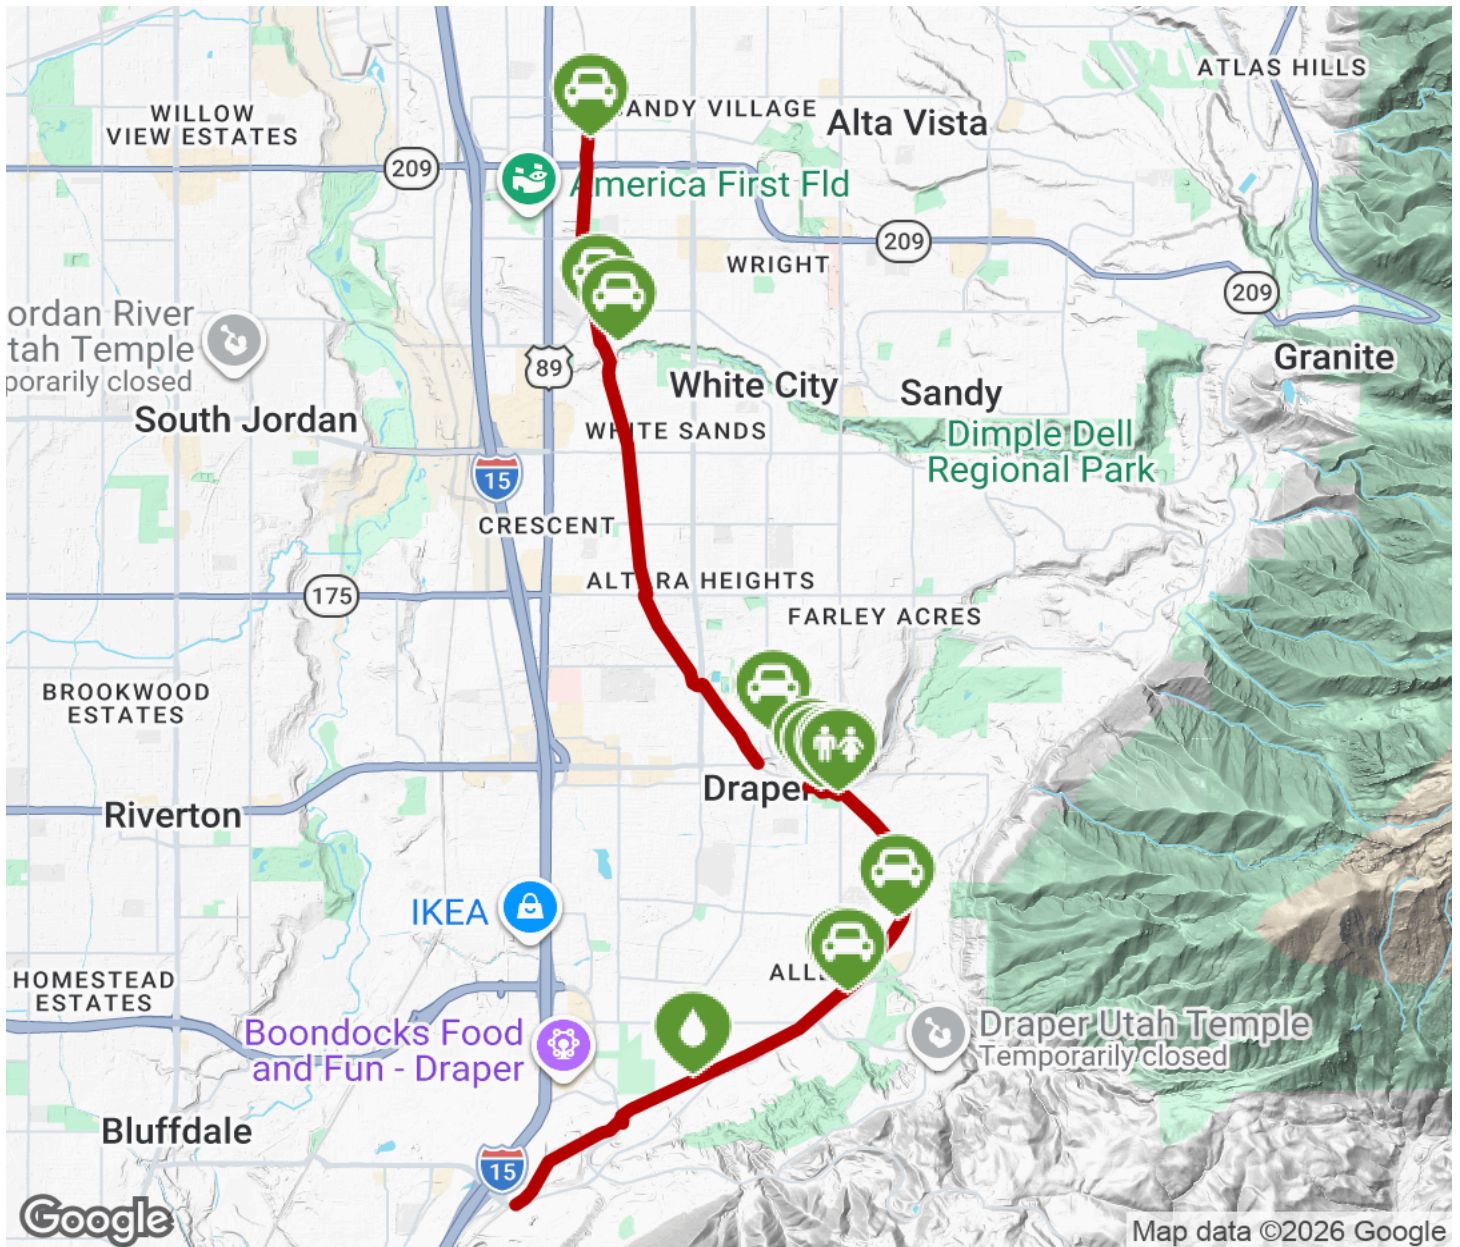 ATLAS HILLS
WILLOW
VIEW ESTATES
ANDY VILLAGE
Alta Vista
209
America First Fld
209
WRIGHT
209
ordan River
tah Temple
porarily closed
89
Granite
White City
Sandy
South Jordan
WHITE SANDS
Dimple Dell
Regional Park
15
CRESCENT
ALT RA HEIGHTS
175
FARLEY ACRES
BROOKWOOD
ESTATES
Draper
Riverton
IKEA
HOMESTEAD
ESTATES
ALL
Boondocks Food
and Fun - Draper
Draper Utah Temple
Temporarily closed
Bluffdale
15
Google
Map data ©2026 Google